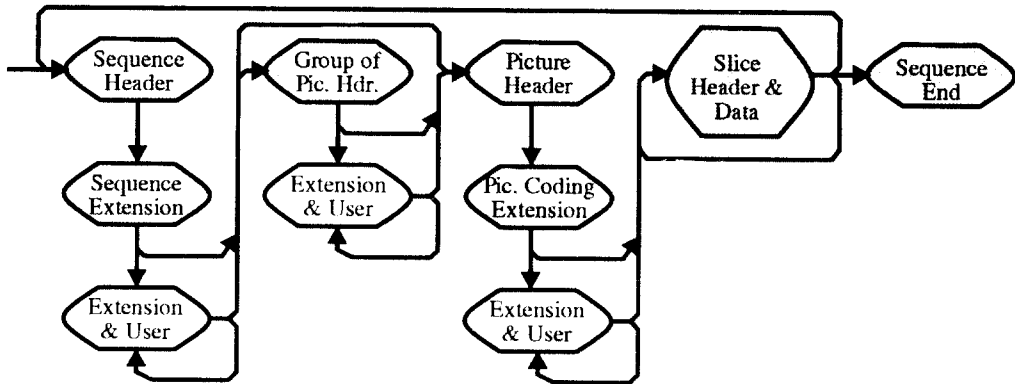 Sequence
Header
Group of
Pic. Hdr.
Picture
Header
Slice
Header &
Data
Sequence
End
Sequence
Extension
Extension
& User
Pic. Coding
Extension
Extension
& User
Extension
& User